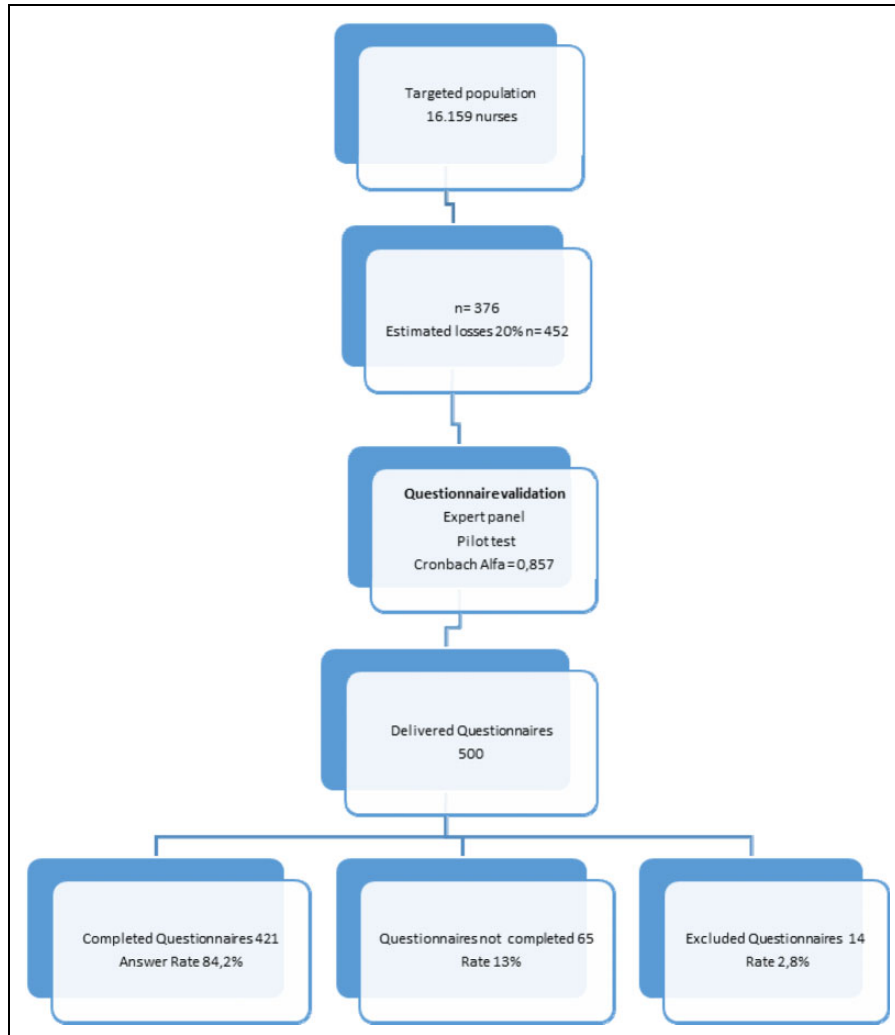 Targeted population
16.159 nurses
n= 376
Estimated losses 20% n= 452
Questionnaire validation
Expert panel
Pilot test
Cronbach Alfa = 0,857
Delivered Questionnaires
500
Completed Questionnaires 421
Answer Rate 84,2%
Questionnaires not completed 65
Rate 13%
Excluded Questionnaires 14
Rate 2,8%